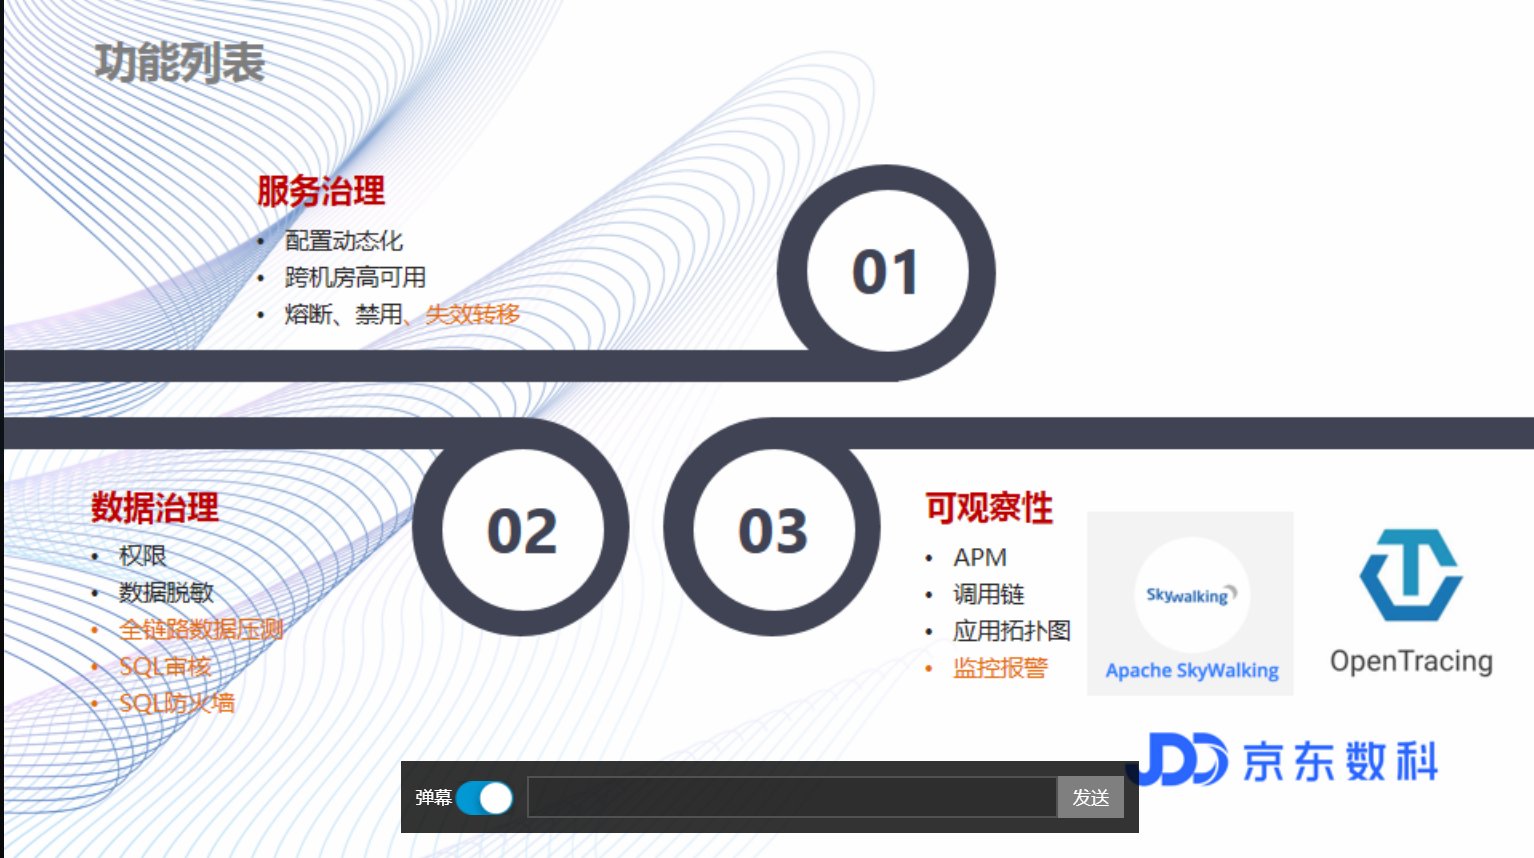 功能列表
服务治理
• 配置动态化
• 跨机房高可用
• 熔断、禁用、失效转移
01
02
03
数据治理
• 权限
• 数据脱敏
• 全链路数据压测
• SQL审核
• SQL防火墙
可观察性
• APM
• 调用链
• 应用拓扑图
• 监控报警
Skywalking
Apache SkyWalking
OpenTracing
JDD 京东数科
弹幕
发送